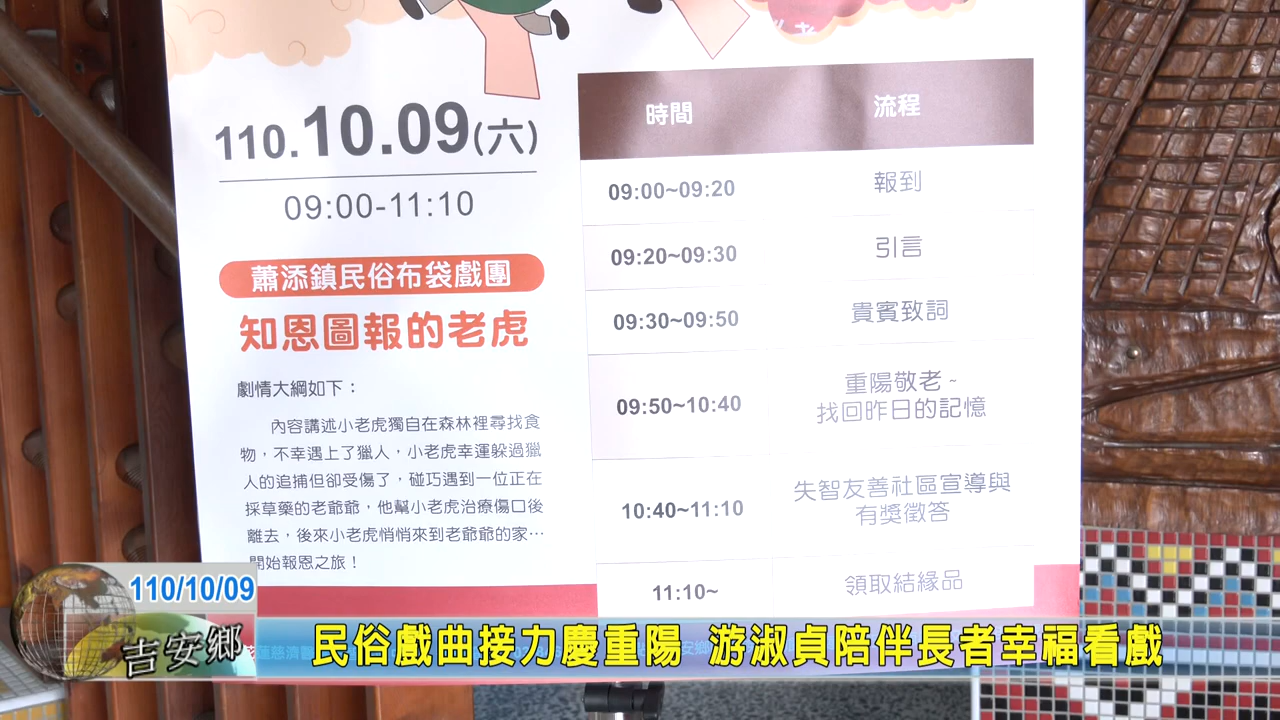 110.10.09(六)
09:00-11:10
蕭添鎮民俗布袋戲團
知恩圖報的老虎
劇情大綱如下：
內容講述小老虎獨自在森林裡尋找食
物，不幸遇上了獵人，小老虎幸運躲過獵
人的追捕但卻受傷了，碰巧遇到一位正在
採草藥的老爺爺，他幫小老虎治療傷口後
離去，後來小老虎悄悄來到老爺爺的家…
開始報恩之旅！
時間 流程
09:00~09:20 報到
09:20~09:30 引言
09:30~09:50 貴賓致詞
09:50~10:40 重陽敬老~
找回昨日的記憶
10:40~11:10 失智友善社區宣導與
有獎徵答
11:10~ 領取結緣品
110/10/09
吉安鄉
民俗戲曲接力慶重陽 游淑貞陪伴長者幸福看戲